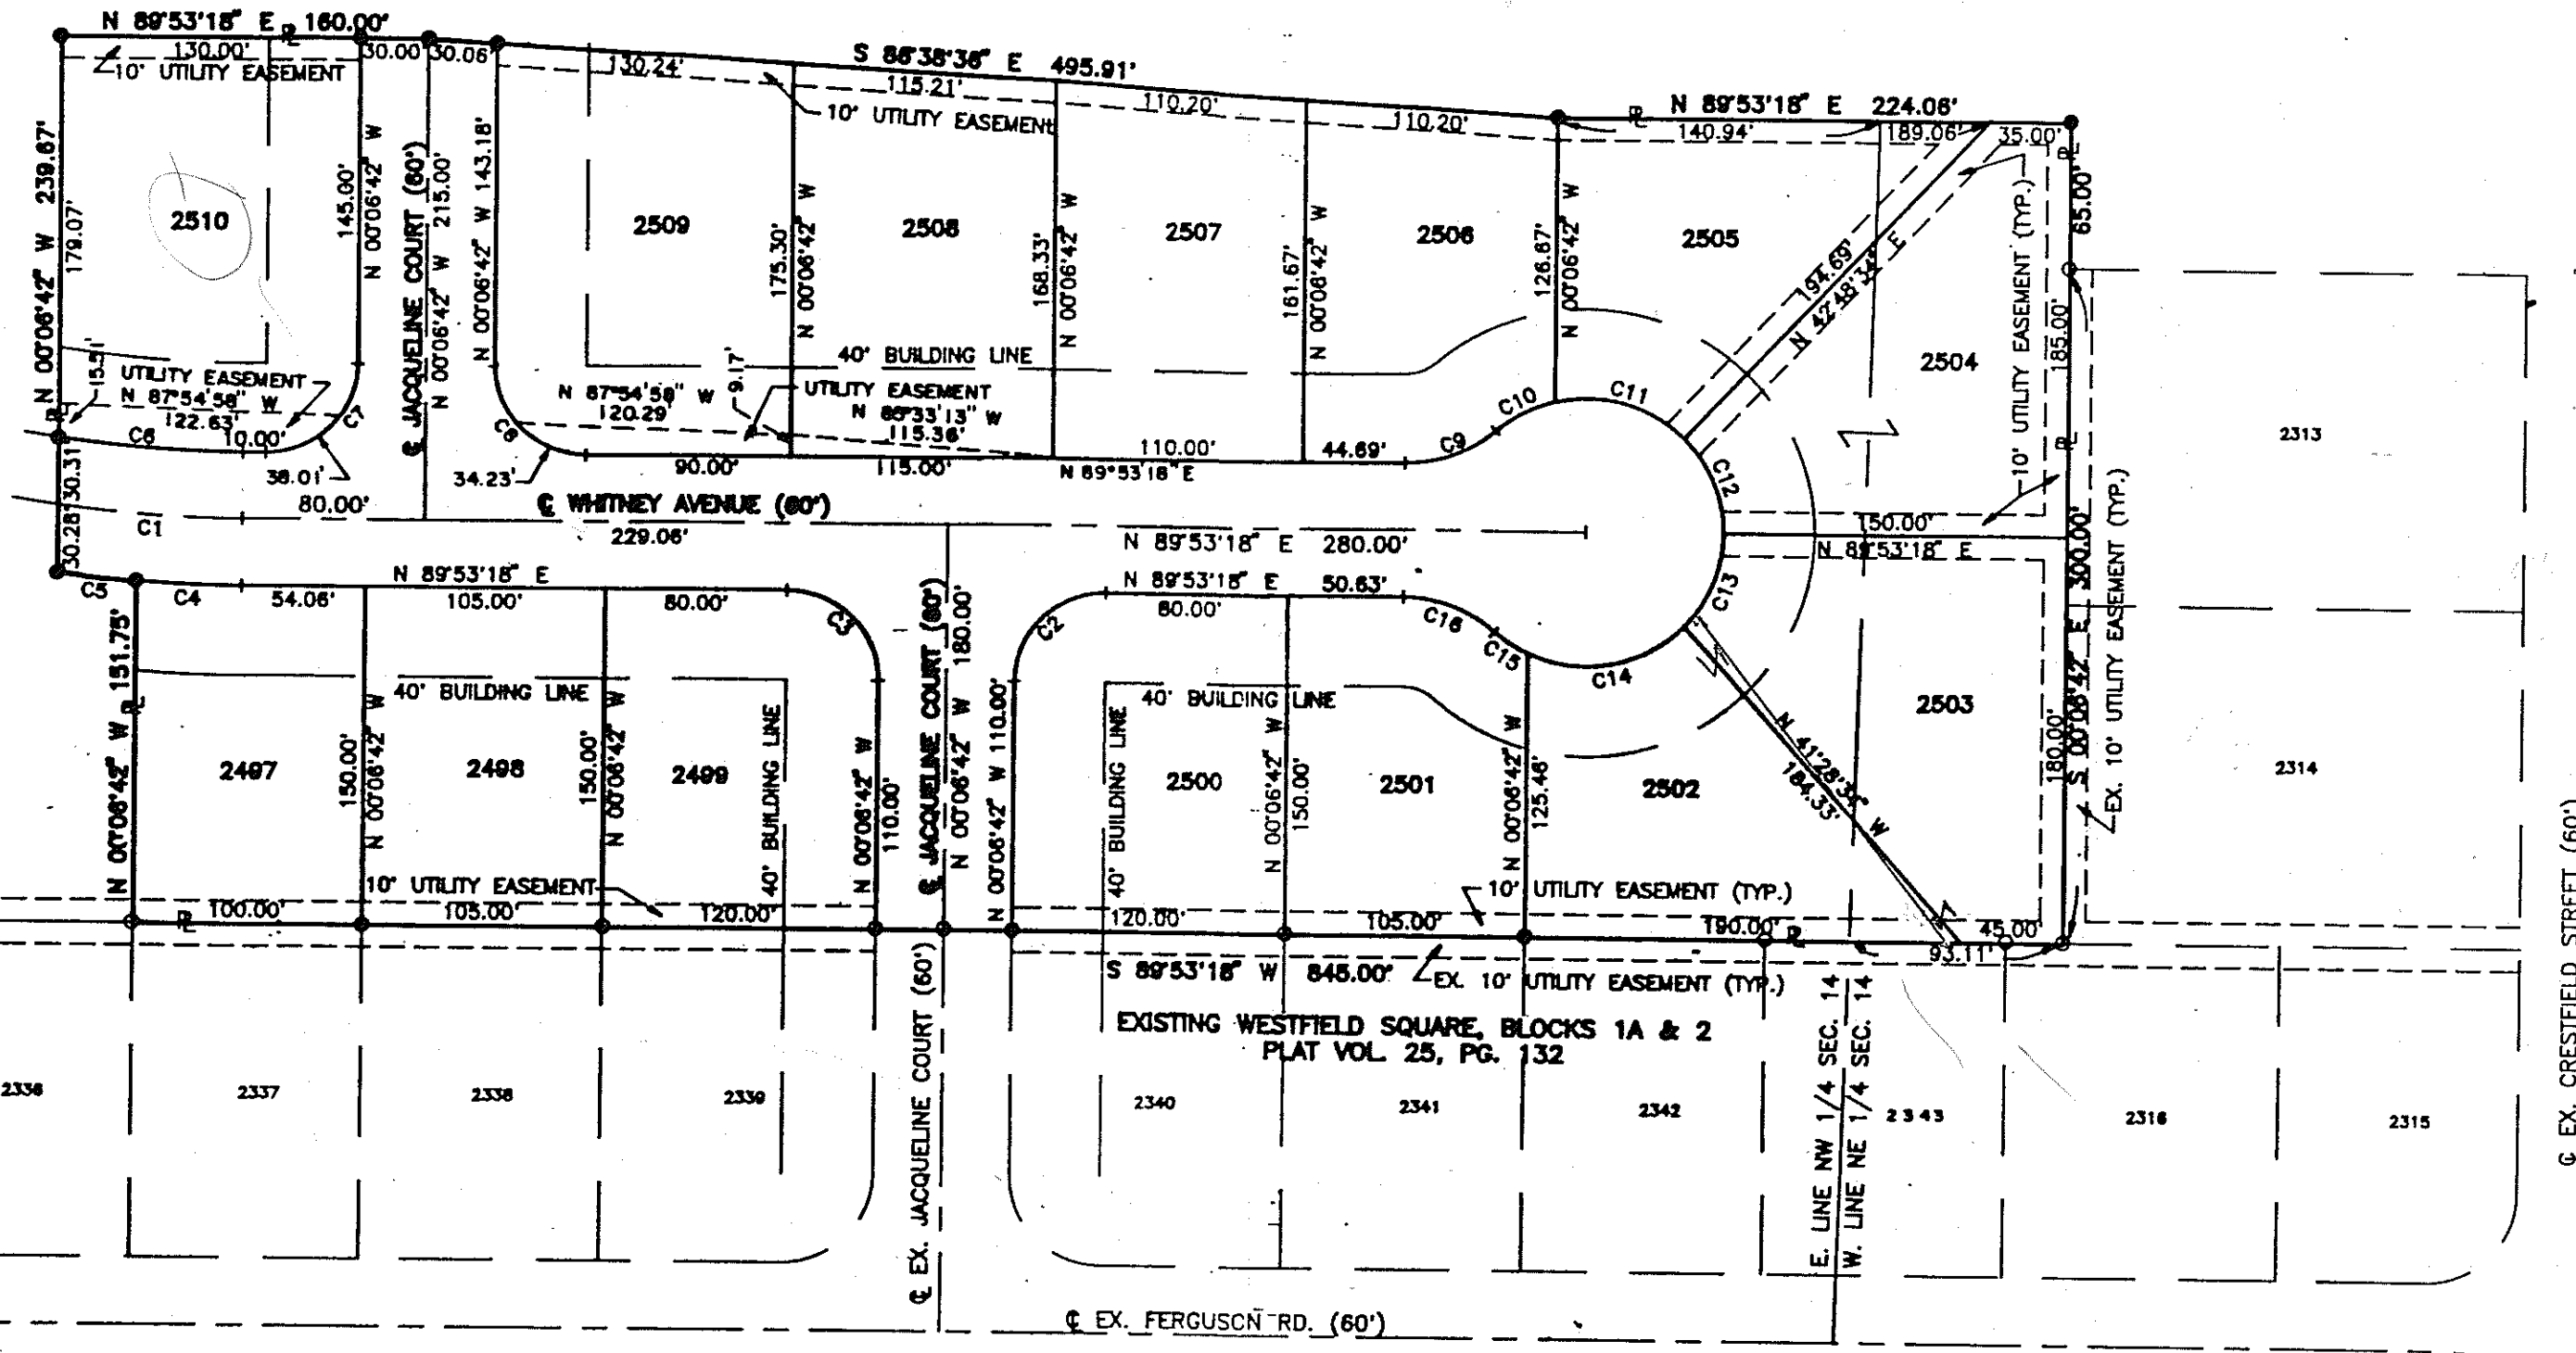 N 89°53'18" E 160.00'
130.00'
30.00'
30.06'
10' UTILITY EASEMENT
S 86°38'36" E 495.91'
130.24'
115.21'
110.20'
110.20'
10' UTILITY EASEMENT
N 89°53'18" E 224.06'
140.94'
189.06'
35.00'
N 00°06'42" W 239.67'
179.07'
2510
145.00'
N 00°06'42" W
₵ JACQUELINE COURT (60')
N 00°06'42" W 215.00'
N 00°06'42" W 143.18'
2509
175.30'
N 00°06'42" W
2508
168.33'
N 00°06'42" W
2507
161.67'
N 00°06'42" W
2506
126.67'
N 00°06'42" W
2505
194.69'
N 42°48'34" E
2504
10' UTILITY EASEMENT (TYP.)
65.00'
185.00'
2313
15.51'
UTILITY EASEMENT
N 87°54'58" W
122.63'
C6
10.00'
C7
38.01'
80.00'
30.31'
30.28'
C1
N 87°54'58" W
120.29'
9.17'
40' BUILDING LINE
UTILITY EASEMENT
N 86°33'13" W
115.36'
34.23'
90.00'
115.00'
110.00'
N 89°53'18" E
44.69'
C9
C10
C11
C12
C13
C14
C15
C16
₵ WHITNEY AVENUE (60')
229.06'
N 89°53'18" E 280.00'
150.00'
N 89°53'18" E
S 00°06'42" E 300.00'
EX. 10' UTILITY EASEMENT (TYP.)
C5
C4
54.06'
N 89°53'18" E
105.00'
80.00'
C3
₵ JACQUELINE COURT (60')
N 00°06'42" W 180.00'
C2
N 89°53'18" E
80.00'
50.63'
N 00°06'42" W 151.75'
40' BUILDING LINE
40' BUILDING LINE
2497
150.00'
N 00°06'42" W
2498
150.00'
N 00°06'42" W
2499
40' BUILDING LINE
N 00°06'42" W
110.00'
N 00°06'42" W 110.00'
40' BUILDING LINE
2500
N 00°06'42" W
150.00'
2501
N 00°06'42" W
125.46'
2502
N 41°28'34" W
184.33'
2503
180.00'
2314
10' UTILITY EASEMENT
10' UTILITY EASEMENT (TYP.)
100.00'
105.00'
120.00'
120.00'
105.00'
190.00'
45.00'
93.11'
S 89°53'18" W 845.00'
EX. 10' UTILITY EASEMENT (TYP.)
EXISTING WESTFIELD SQUARE, BLOCKS 1A & 2
PLAT VOL. 25, PG. 132
₵ EX. JACQUELINE COURT (60')
E. LINE NW 1/4 SEC. 14
W. LINE NE 1/4 SEC. 14
₵ EX. CRESTFIELD STREET (60')
2336
2337
2338
2339
2340
2341
2342
2343
2316
2315
₵ EX. FERGUSON RD. (60')